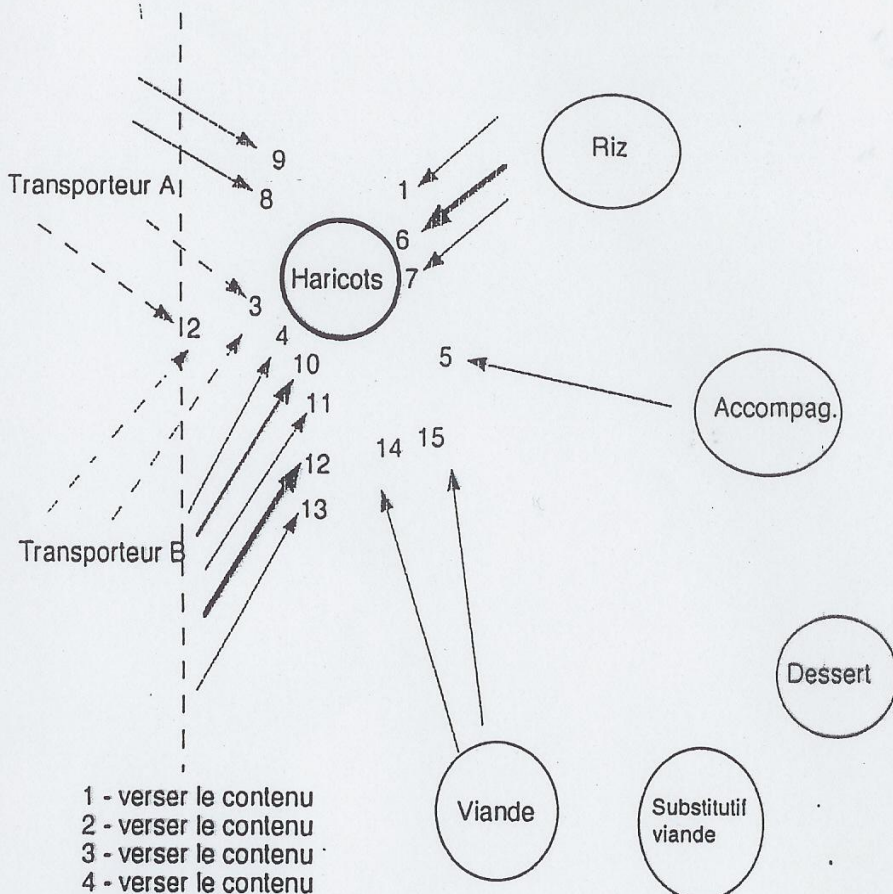 Riz
9
1
Transporteur A
8
6
Haricots
7
3
2
4
5
10
11
Accompag.
14
15
12
13
Transporteur B
Dessert
1 - verser le contenu
2 - verser le contenu
3 - verser le contenu
4 - verser le contenu
Viande
Substitutif
viande